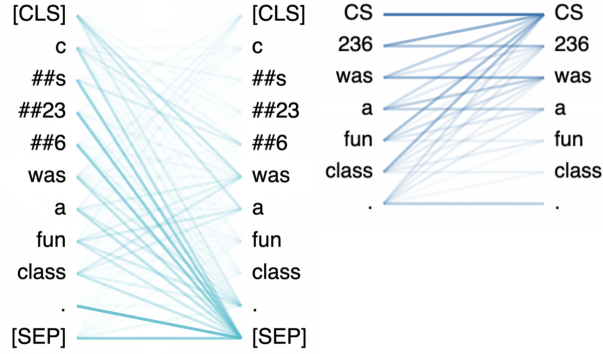 [CLS] [CLS]
c c
##s ##s
##23 ##23
##6 ##6
was was
a a
fun fun
class class
. .
[SEP] [SEP]
CS CS
236 236
was was
a a
fun fun
class class
. .